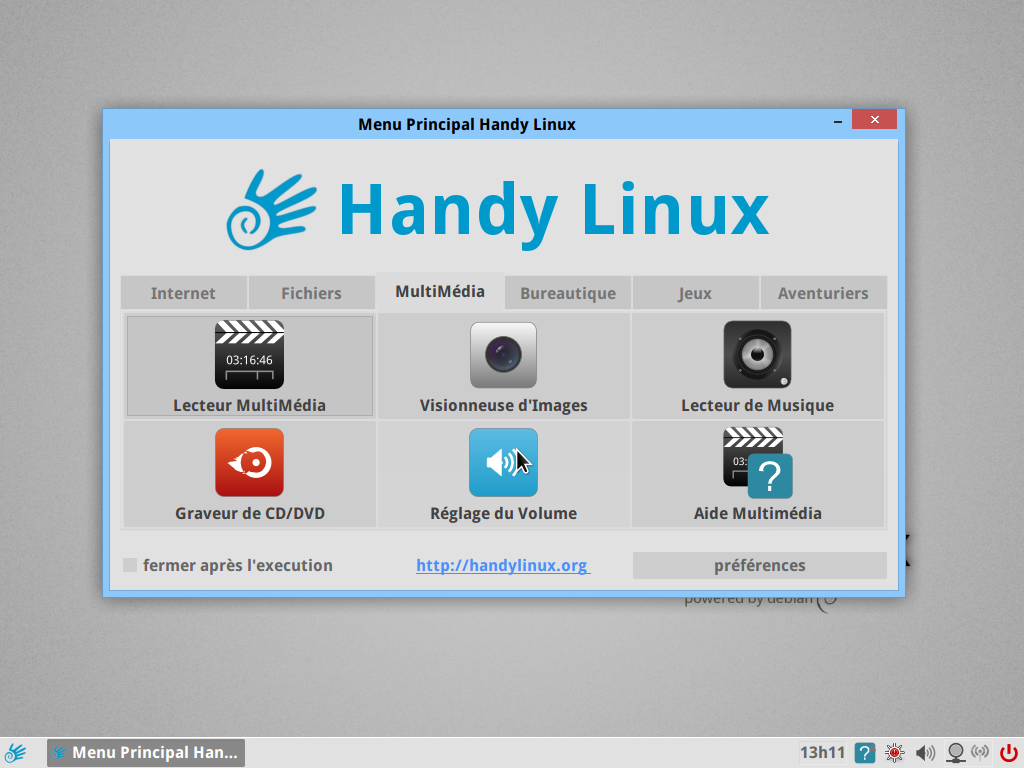 Menu Principal Handy Linux
Handy Linux
Internet
Fichiers
MultiMédia
Bureautique
Jeux
Aventuriers
03:16:46
Lecteur MultiMédia
Visionneuse d'Images
Lecteur de Musique
03:
?
Graveur de CD/DVD
Réglage du Volume
Aide Multimédia
fermer après l'execution
http://handylinux.org
préférences
powered by debian
Menu Principal Han...
13h11
?